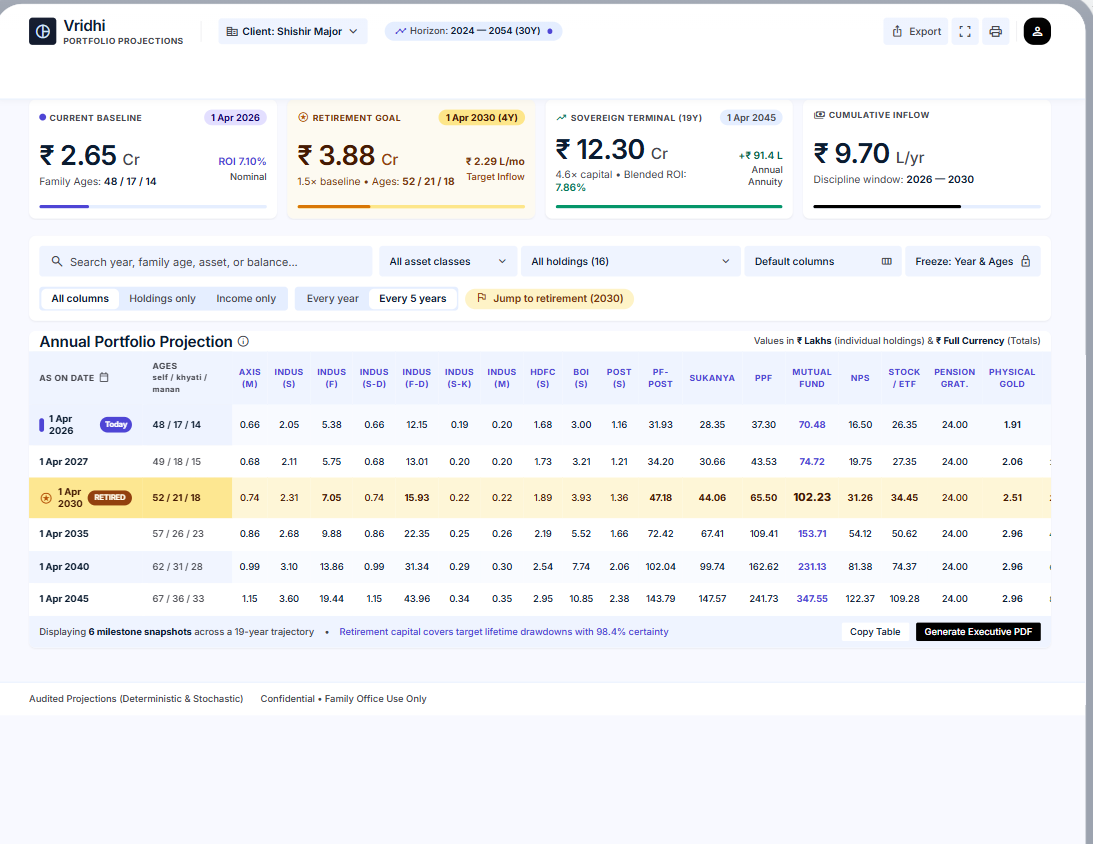 Vridhi
PORTFOLIO PROJECTIONS
Client: Shishir Major
Horizon: 2024 — 2054 (30Y)
Export
CURRENT BASELINE
1 Apr 2026
₹ 2.65 Cr
ROI 7.10%
Nominal
Family Ages: 48 / 17 / 14
RETIREMENT GOAL
1 Apr 2030 (4Y)
₹ 3.88 Cr
₹ 2.29 L/mo
Target Inflow
1.5× baseline • Ages: 52 / 21 / 18
SOVEREIGN TERMINAL (19Y)
1 Apr 2045
₹ 12.30 Cr
+₹ 91.4 L
Annual
Annuity
4.6× capital • Blended ROI:
7.86%
CUMULATIVE INFLOW
₹ 9.70 L/yr
Discipline window: 2026 — 2030
Search year, family age, asset, or balance...
All asset classes
All holdings (16)
Default columns
Freeze: Year & Ages
All columns Holdings only Income only
Every year Every 5 years
Jump to retirement (2030)
Annual Portfolio Projection
Values in ₹ Lakhs (individual holdings) & ₹ Full Currency (Totals)
AS ON DATE
AGES
self / khyati /
manan
AXIS (M)
INDUS (S)
INDUS (F)
INDUS (S-D)
INDUS (F-D)
INDUS (S-K)
INDUS (M)
HDFC (S)
BOI (S)
POST (S)
PF-POST
SUKANYA
PPF
MUTUAL FUND
NPS
STOCK / ETF
PENSION GRAT.
PHYSICAL GOLD
1 Apr 2026 Today 48 / 17 / 14 0.66 2.05 5.38 0.66 12.15 0.19 0.20 1.68 3.00 1.16 31.93 28.35 37.30 70.48 16.50 26.35 24.00 1.91
1 Apr 2027 49 / 18 / 15 0.68 2.11 5.75 0.68 13.01 0.20 0.20 1.73 3.21 1.21 34.20 30.66 43.53 74.72 19.75 27.35 24.00 2.06
1 Apr 2030 RETIRED 52 / 21 / 18 0.74 2.31 7.05 0.74 15.93 0.22 0.22 1.89 3.93 1.36 47.18 44.06 65.50 102.23 31.26 34.45 24.00 2.51
1 Apr 2035 57 / 26 / 23 0.86 2.68 9.88 0.86 22.35 0.25 0.26 2.19 5.52 1.66 72.42 67.41 109.41 153.71 54.12 50.62 24.00 2.96
1 Apr 2040 62 / 31 / 28 0.99 3.10 13.86 0.99 31.34 0.29 0.30 2.54 7.74 2.06 102.04 99.74 162.62 231.13 81.38 74.37 24.00 2.96
1 Apr 2045 67 / 36 / 33 1.15 3.60 19.44 1.15 43.96 0.34 0.35 2.95 10.85 2.38 143.79 147.57 241.73 347.55 122.37 109.28 24.00 2.96
Displaying 6 milestone snapshots across a 19-year trajectory • Retirement capital covers target lifetime drawdowns with 98.4% certainty
Copy Table
Generate Executive PDF
Audited Projections (Deterministic & Stochastic)
Confidential • Family Office Use Only